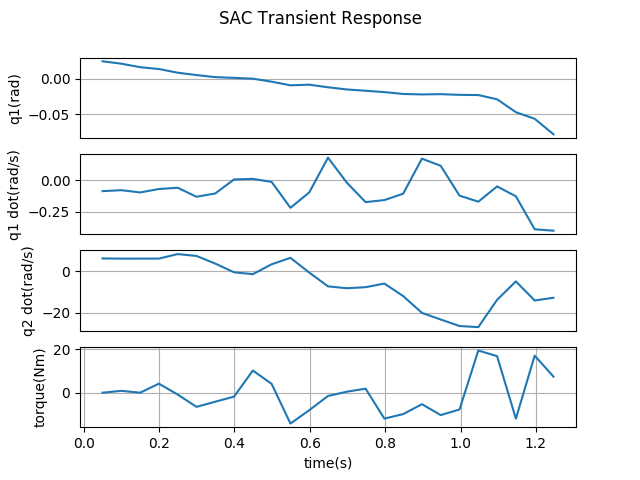 SAC Transient Response
q1(rad)
0.00
−0.05
q1 dot(rad/s)
0.00
−0.25
q2 dot(rad/s)
0
−20
torque(Nm)
20
0
0.0 0.2 0.4 0.6 0.8 1.0 1.2
time(s)